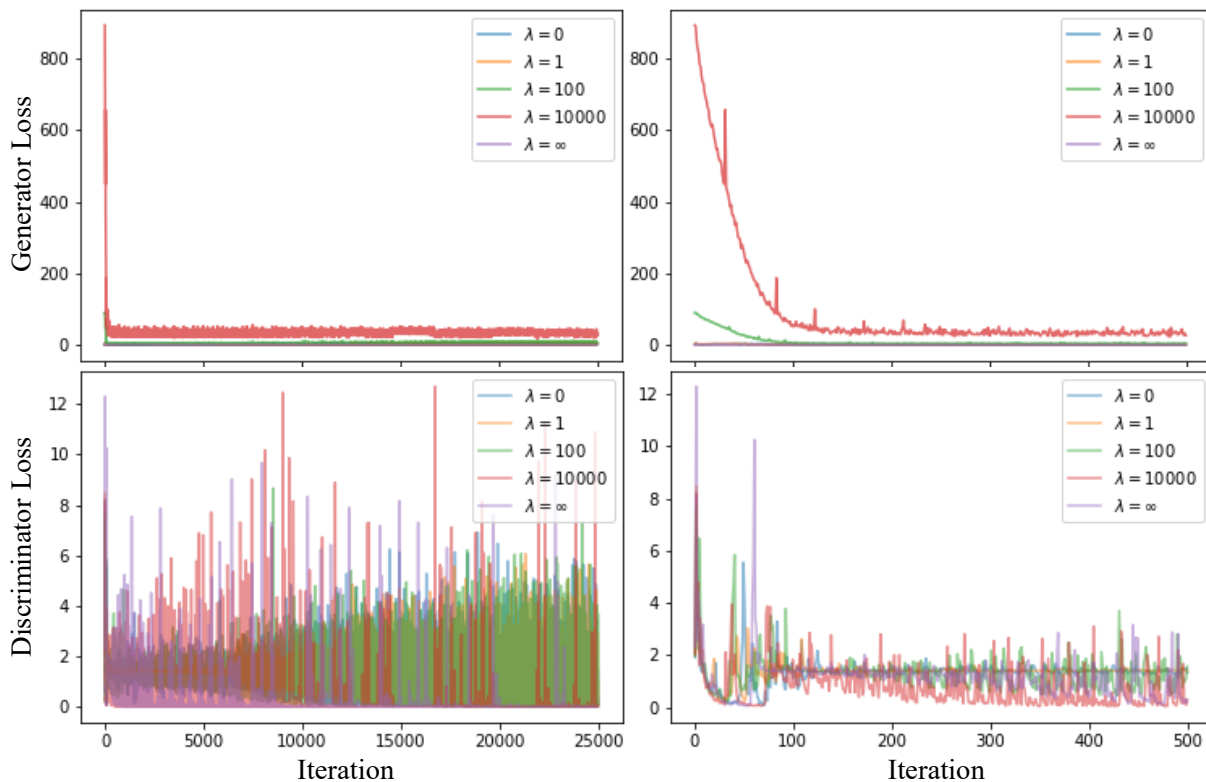 Generator Loss
800
600
400
200
0
λ = 0
λ = 1
λ = 100
λ = 10000
λ = ∞
800
600
400
200
0
λ = 0
λ = 1
λ = 100
λ = 10000
λ = ∞
Discriminator Loss
12
10
8
6
4
2
0
λ = 0
λ = 1
λ = 100
λ = 10000
λ = ∞
0 5000 10000 15000 20000 25000
Iteration
12
10
8
6
4
2
0
λ = 0
λ = 1
λ = 100
λ = 10000
λ = ∞
0 100 200 300 400 500
Iteration